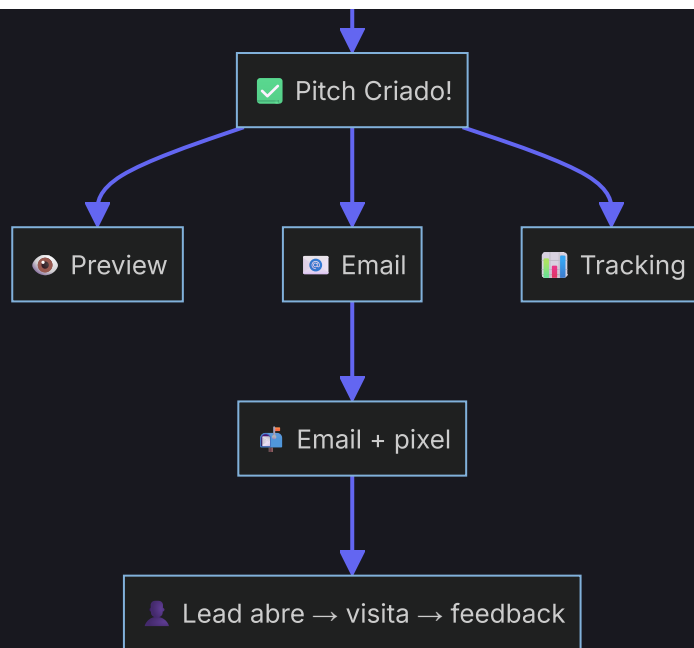 ✅ Pitch Criado!
👁️ Preview
📧 Email
📊 Tracking
📬 Email + pixel
👤 Lead abre → visita → feedback